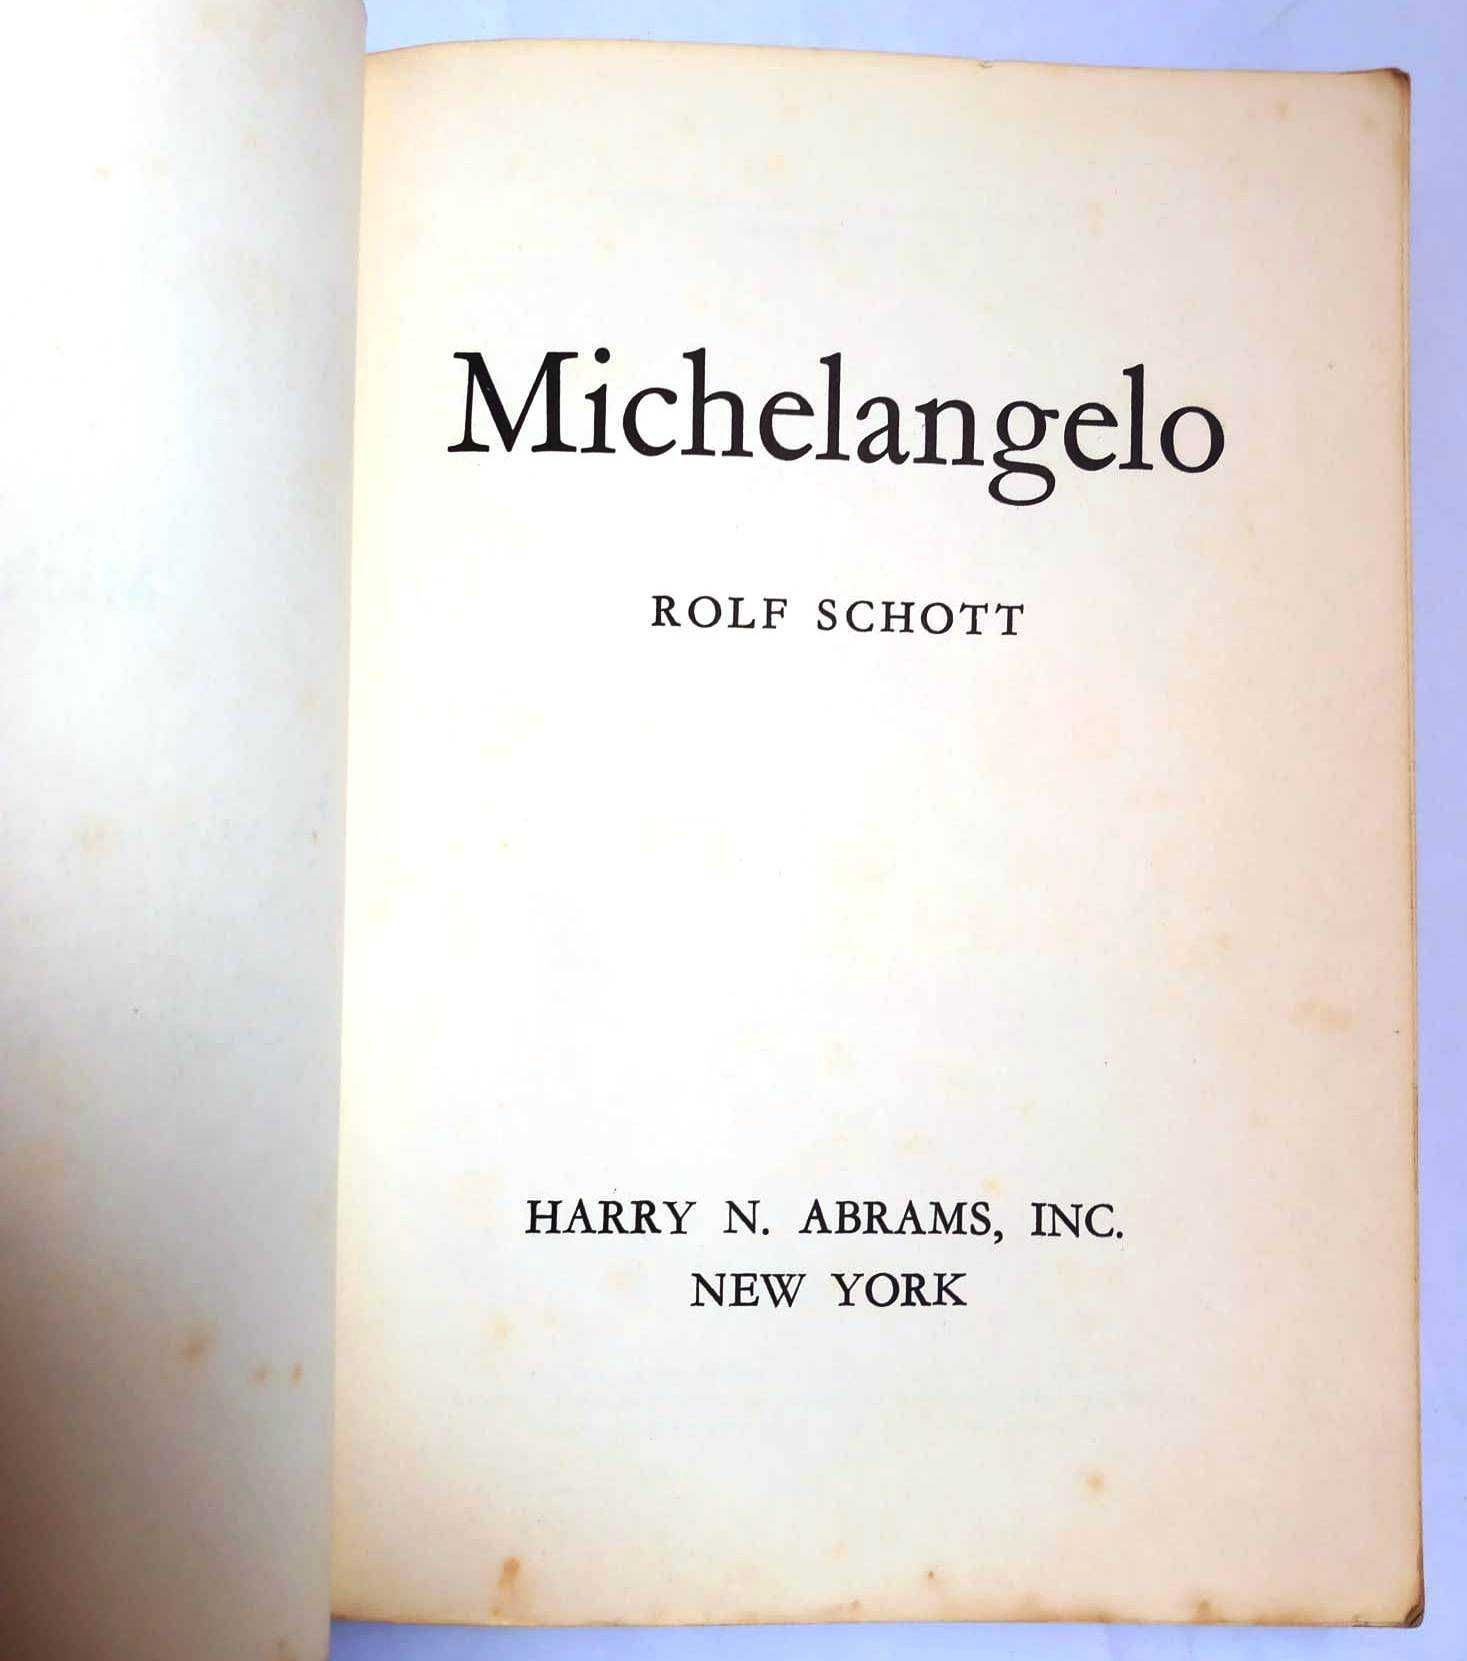 Michelangelo
ROLF SCHOTT
HARRY N. ABRAMS, INC.
NEW YORK